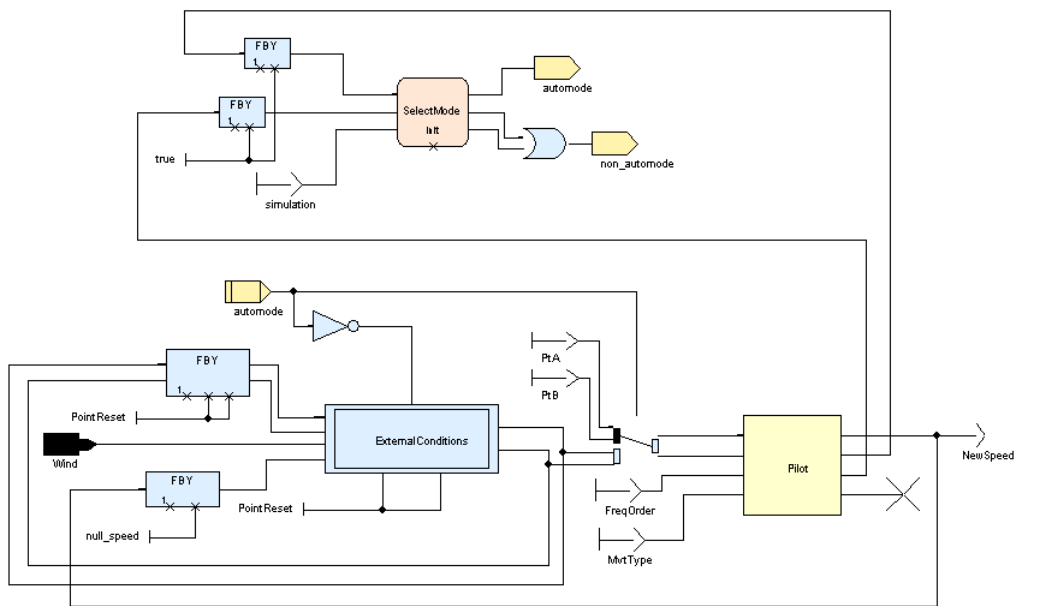 FBY
1
FBY
1
SelectMode
Init
automode
non_automode
true
simulation
automode
PtA
PtB
FBY
1
PointReset
Wind
ExternalConditions
Pilot
NewSpeed
FBY
1
PointReset
FreqOrder
null_speed
MvtType